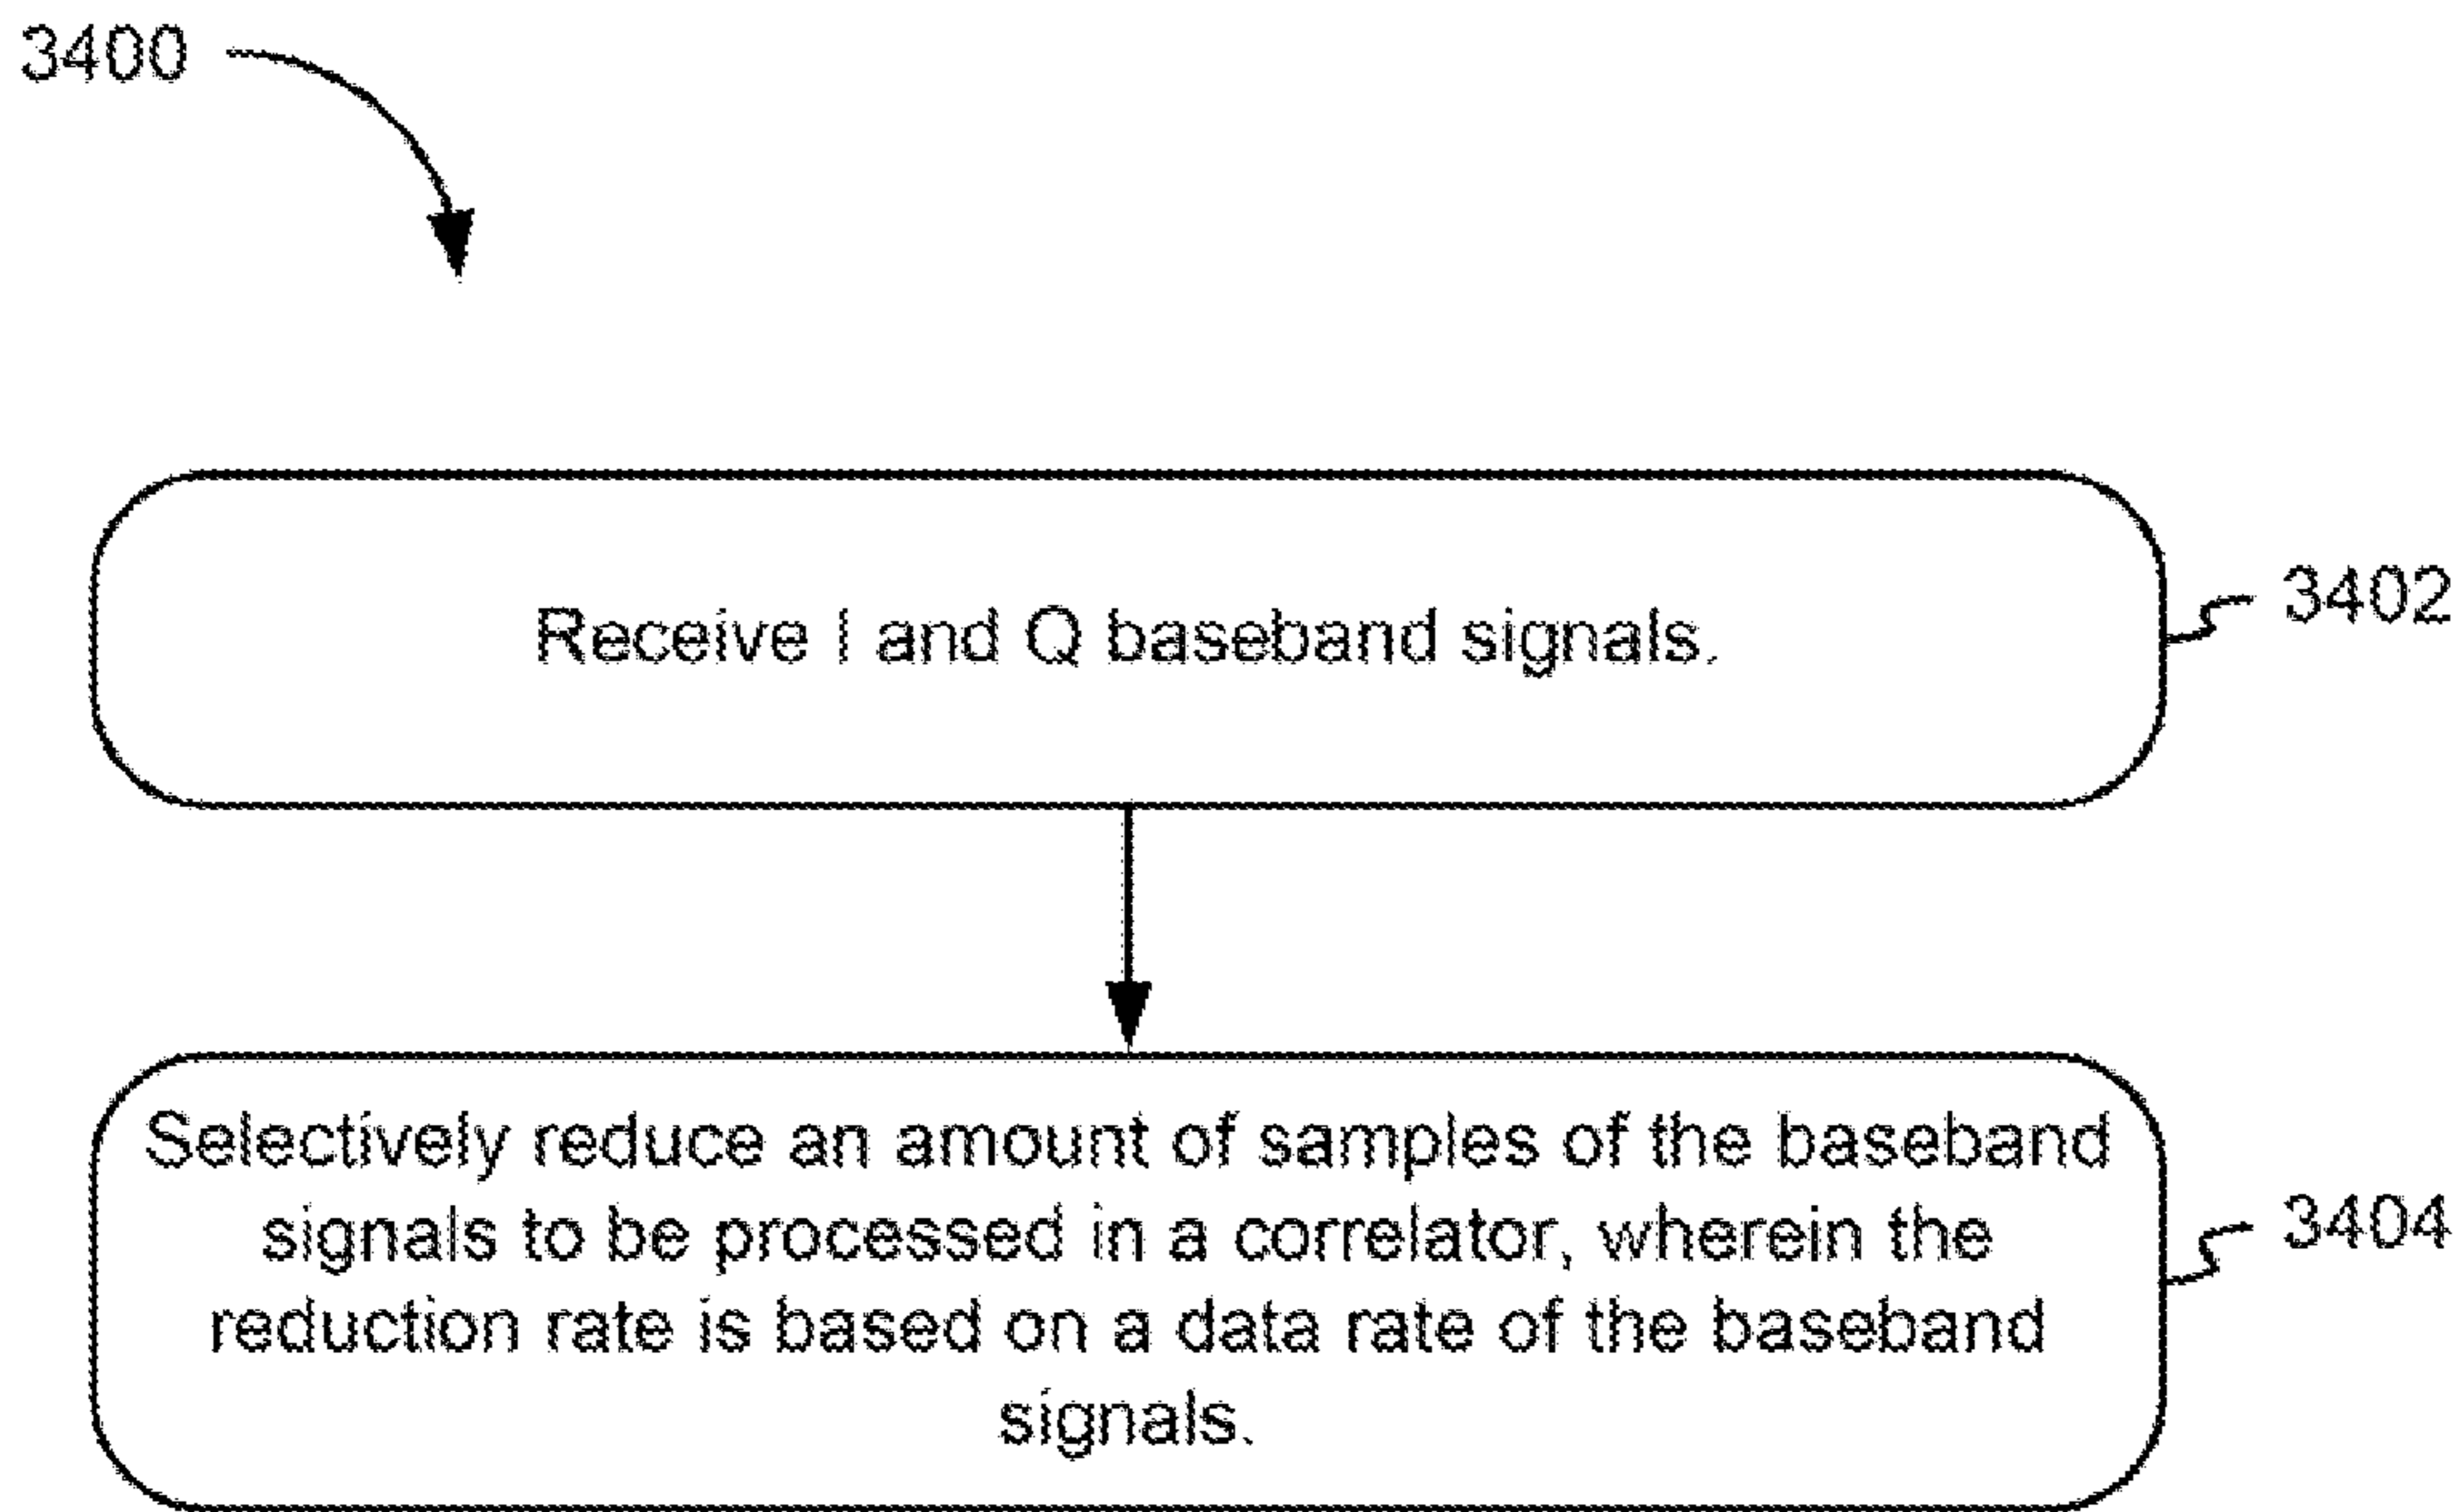 3400
Receive I and Q baseband signals.
3402
Selectively reduce an amount of samples of the baseband
signals to be processed in a correlator, wherein the
reduction rate is based on a data rate of the baseband
signals.
3404